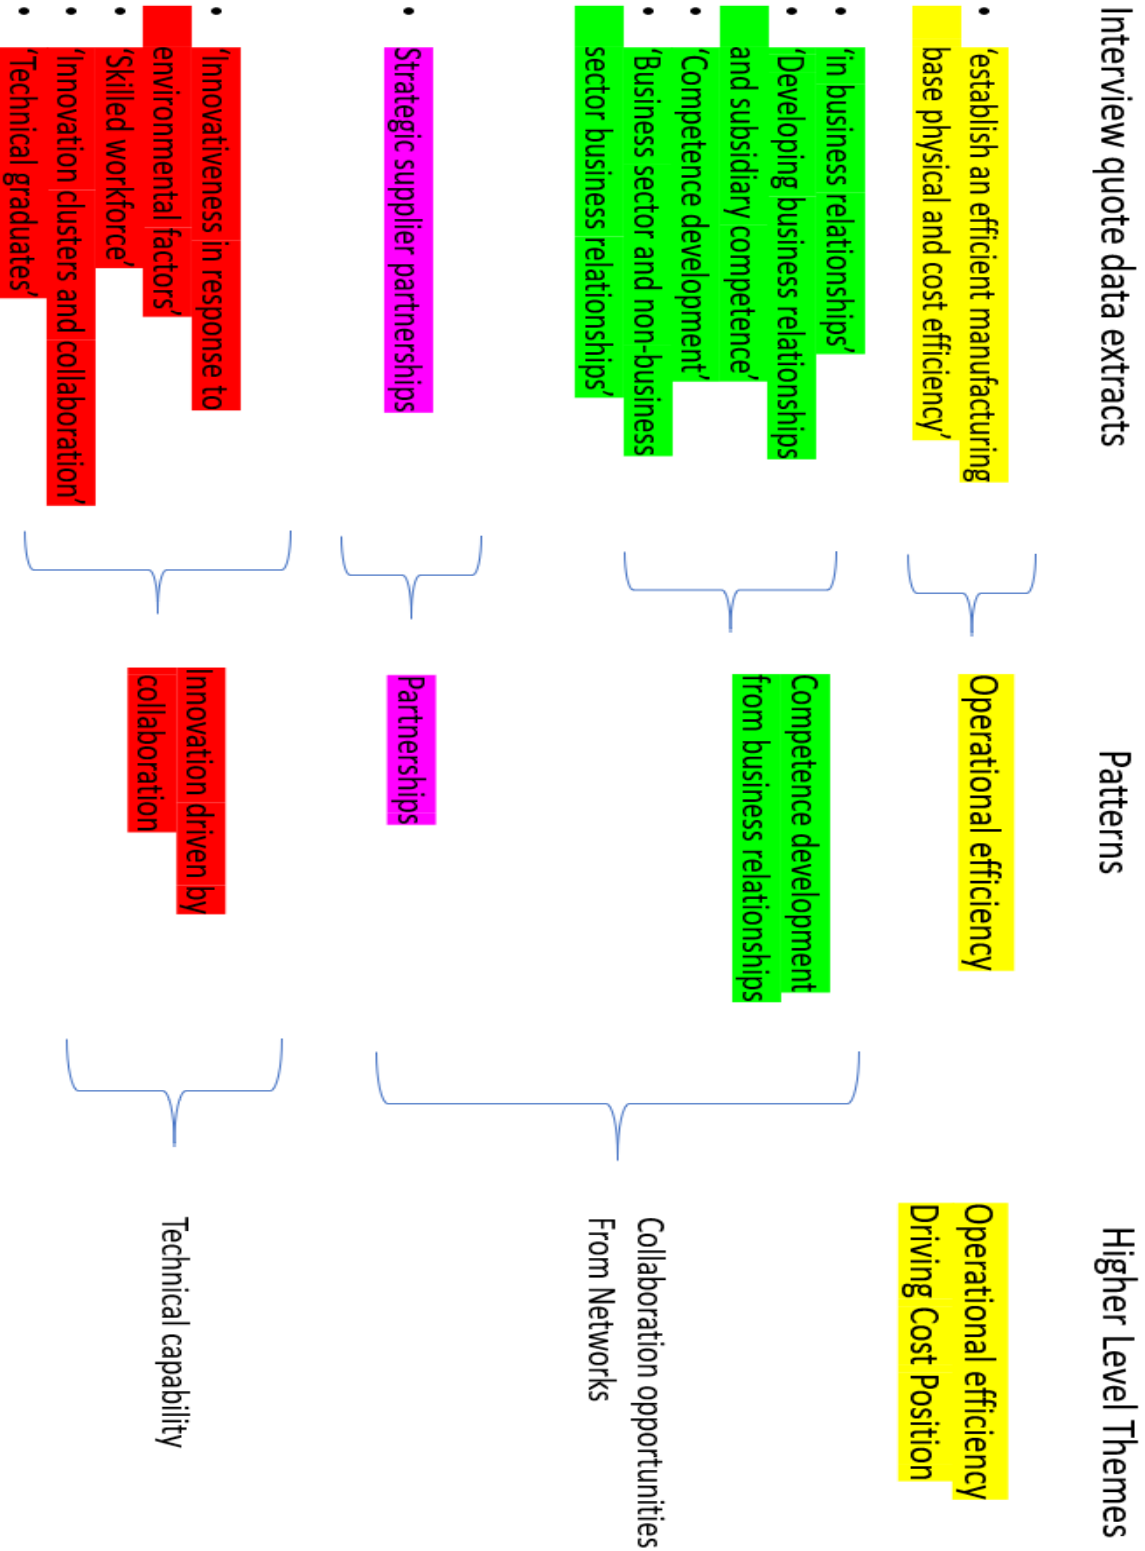 Interview quote data extracts
Patterns
Higher Level Themes
• ‘establish an efficient manufacturing
base physical and cost efficiency’
Operational efficiency
Operational efficiency
Driving Cost Position
• ‘in business relationships’
• ‘Developing business relationships
and subsidiary competence’
• ‘Competence development’
• ‘Business sector and non-business
sector business relationships’
Competence development
from business relationships
Collaboration opportunities
From Networks
• Strategic supplier partnerships
Partnerships
• ‘Innovativeness in response to
environmental factors’
• ‘Skilled workforce’
• ‘Innovation clusters and collaboration’
• ‘Technical graduates’
Innovation driven by
collaboration
Technical capability